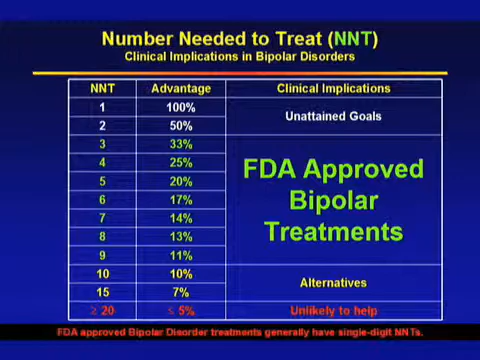 Number Needed to Treat (NNT)
Clinical Implications in Bipolar Disorders
NNT Advantage Clinical Implications
1 100%
2 50%
Unattained Goals
3 33%
4 25%
5 20%
6 17%
7 14%
8 13%
9 11%
FDA Approved
Bipolar
Treatments
10 10%
15 7%
Alternatives
≥ 20 ≤ 5% Unlikely to help
FDA approved Bipolar Disorder treatments generally have single-digit NNTs.